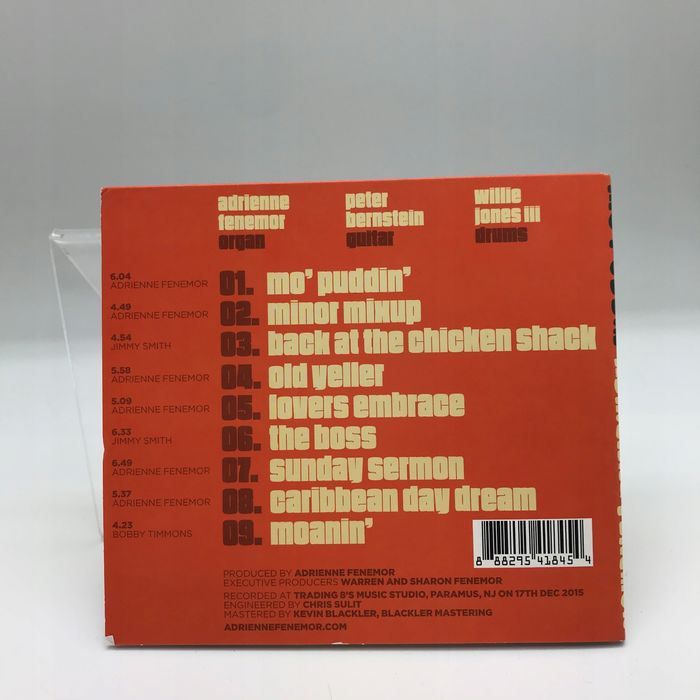 adrienne fenemor organ
peter bernstein guitar
willie jones iii drums
6.04 ADRIENNE FENEMOR 01. mo' puddin'
4.49 ADRIENNE FENEMOR 02. minor mixup
4.54 JIMMY SMITH 03. back at the chicken shack
5.58 ADRIENNE FENEMOR 04. old yeller
5.09 ADRIENNE FENEMOR 05. lovers embrace
6.33 JIMMY SMITH 06. the boss
6.49 ADRIENNE FENEMOR 07. sunday sermon
5.37 ADRIENNE FENEMOR 08. caribbean day dream
4.23 BOBBY TIMMONS 09. moanin'
8 88295 41845 4
PRODUCED BY ADRIENNE FENEMOR
EXECUTIVE PRODUCERS WARREN AND SHARON FENEMOR
RECORDED AT TRADING 8'S MUSIC STUDIO, PARAMUS, NJ ON 17TH DEC 2015
ENGINEERED BY CHRIS SULIT
MASTERED BY KEVIN BLACKLER, BLACKLER MASTERING
ADRIENNEFENEMOR.COM